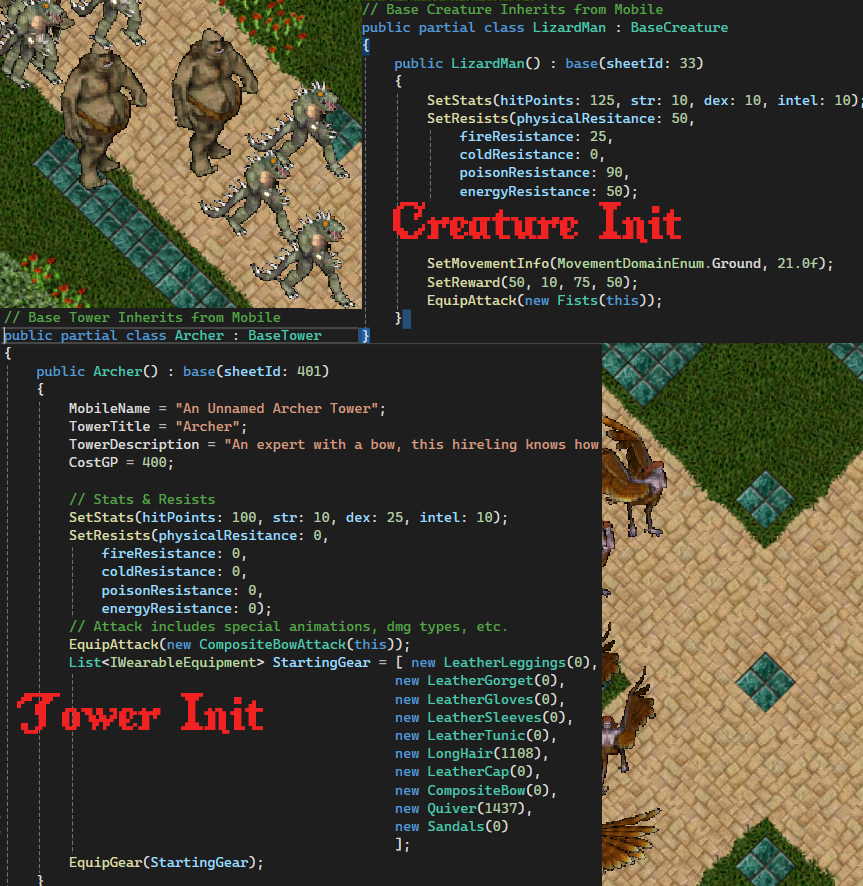 // Base Creature Inherits from Mobile
public partial class LizardMan : BaseCreature
{
public LizardMan() : base(sheetId: 33)
{
SetStats(hitPoints: 125, str: 10, dex: 10, intel: 10);
SetResists(physicalResitance: 50,
fireResistance: 25,
coldResistance: 0,
poisonResistance: 90,
energyResistance: 50);
Creature Init
SetMovementInfo(MovementDomainEnum.Ground, 21.0f);
SetReward(50, 10, 75, 50);
EquipAttack(new Fists(this));
}
}
// Base Tower Inherits from Mobile
public partial class Archer : BaseTower
{
public Archer() : base(sheetId: 401)
{
MobileName = "An Unnamed Archer Tower";
TowerTitle = "Archer";
TowerDescription = "An expert with a bow, this hireling knows how
CostGP = 400;
// Stats & Resists
SetStats(hitPoints: 100, str: 10, dex: 25, intel: 10);
SetResists(physicalResitance: 0,
fireResistance: 0,
coldResistance: 0,
poisonResistance: 0,
energyResistance: 0);
// Attack includes special animations, dmg types, etc.
EquipAttack(new CompositeBowAttack(this));
List<IWearableEquipment> StartingGear = [ new LeatherLeggings(0),
new LeatherGorget(0),
new LeatherGloves(0),
new LeatherSleeves(0),
new LeatherTunic(0),
new LongHair(1108),
new LeatherCap(0),
new CompositeBow(0),
new Quiver(1437),
new Sandals(0)
];
Tower Init
EquipGear(StartingGear);
}